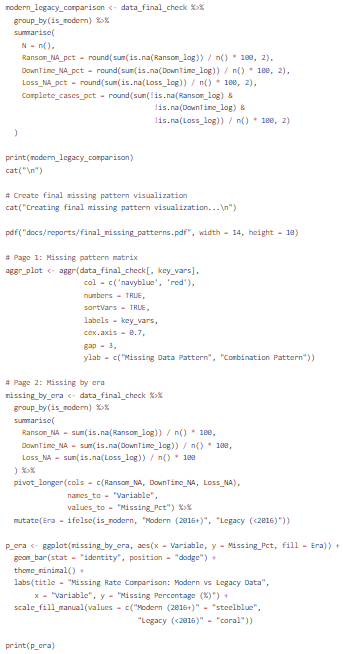 modern_legacy_comparison <- data_final_check %>%
  group_by(is_modern) %>%
  summarise(
    N = n(),
    Ransom_NA_pct = round(sum(is.na(Ransom_log)) / n() * 100, 2),
    DownTime_NA_pct = round(sum(is.na(DownTime_log)) / n() * 100, 2),
    Loss_NA_pct = round(sum(is.na(Loss_log)) / n() * 100, 2),
    Complete_cases_pct = round(sum(!is.na(Ransom_log) &
                                   !is.na(DownTime_log) &
                                   !is.na(Loss_log)) / n() * 100, 2)
  )

print(modern_legacy_comparison)
cat("\n")

# Create final missing pattern visualization
cat("Creating final missing pattern visualization...\n")

pdf("docs/reports/final_missing_patterns.pdf", width = 14, height = 10)

# Page 1: Missing pattern matrix
aggr_plot <- aggr(data_final_check[, key_vars],
                  col = c('navyblue', 'red'),
                  numbers = TRUE,
                  sortVars = TRUE,
                  labels = key_vars,
                  cex.axis = 0.7,
                  gap = 3,
                  ylab = c("Missing Data Pattern", "Combination Pattern"))

# Page 2: Missing by era
missing_by_era <- data_final_check %>%
  group_by(is_modern) %>%
  summarise(
    Ransom_NA = sum(is.na(Ransom_log)) / n() * 100,
    DownTime_NA = sum(is.na(DownTime_log)) / n() * 100,
    Loss_NA = sum(is.na(Loss_log)) / n() * 100
  ) %>%
  pivot_longer(cols = c(Ransom_NA, DownTime_NA, Loss_NA),
               names_to = "Variable",
               values_to = "Missing_Pct") %>%
  mutate(Era = ifelse(is_modern, "Modern (2016+)", "Legacy (<2016)"))

p_era <- ggplot(missing_by_era, aes(x = Variable, y = Missing_Pct, fill = Era)) +
  geom_bar(stat = "identity", position = "dodge") +
  theme_minimal() +
  labs(title = "Missing Rate Comparison: Modern vs Legacy Data",
       x = "Variable", y = "Missing Percentage (%)") +
  scale_fill_manual(values = c("Modern (2016+)" = "steelblue",
                               "Legacy (<2016)" = "coral"))

print(p_era)